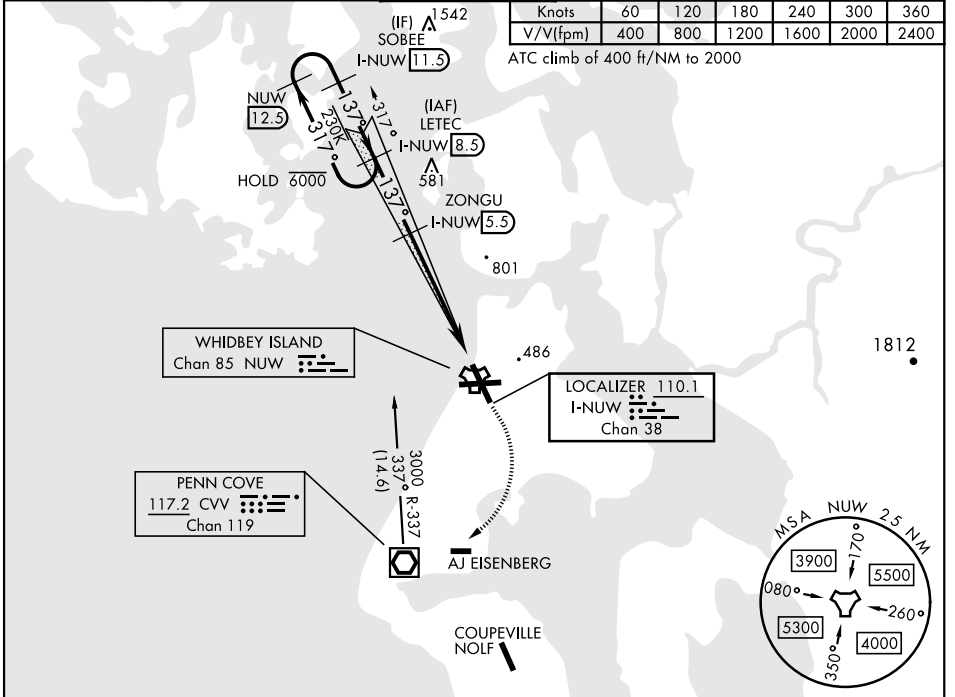 Knots 60 120 180 240 300 360
V/V(fpm) 400 800 1200 1600 2000 2400
ATC climb of 400 ft/NM to 2000
1542
(IF)
SOBEE
I-NUW 11.5
NUW
12.5
137°
230K
317°
317°
(IAF)
LETEC
I-NUW 8.5
581
HOLD 6000
137°
ZONGU
I-NUW 5.5
801
WHIDBEY ISLAND
Chan 85 NUW
486
1812
LOCALIZER 110.1
I-NUW
Chan 38
3000
337°
(14.6)
R-337
PENN COVE
117.2 CVV
Chan 119
AJ EISENBERG
COUPEVILLE
NOLF
MSA NUW 25 NM
3900
170°
5500
080°
260°
5300
350°
4000